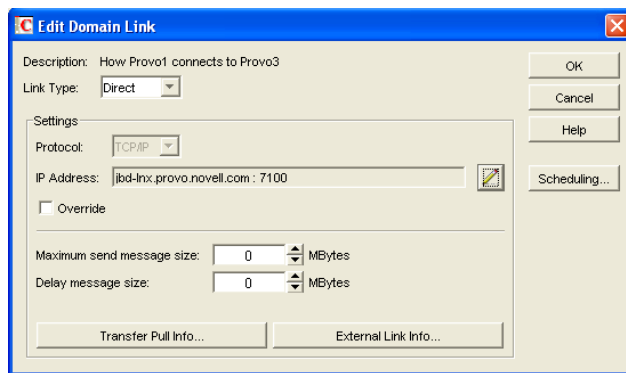 Edit Domain Link
Description: How Provo1 connects to Provo3
Link Type: Direct
Settings
Protocol: TCP/IP
IP Address: jbd-lnx.provo.novell.com : 7100
Override
Maximum send message size: 0 MBytes
Delay message size: 0 MBytes
Transfer Pull Info... External Link Info...
OK
Cancel
Help
Scheduling...